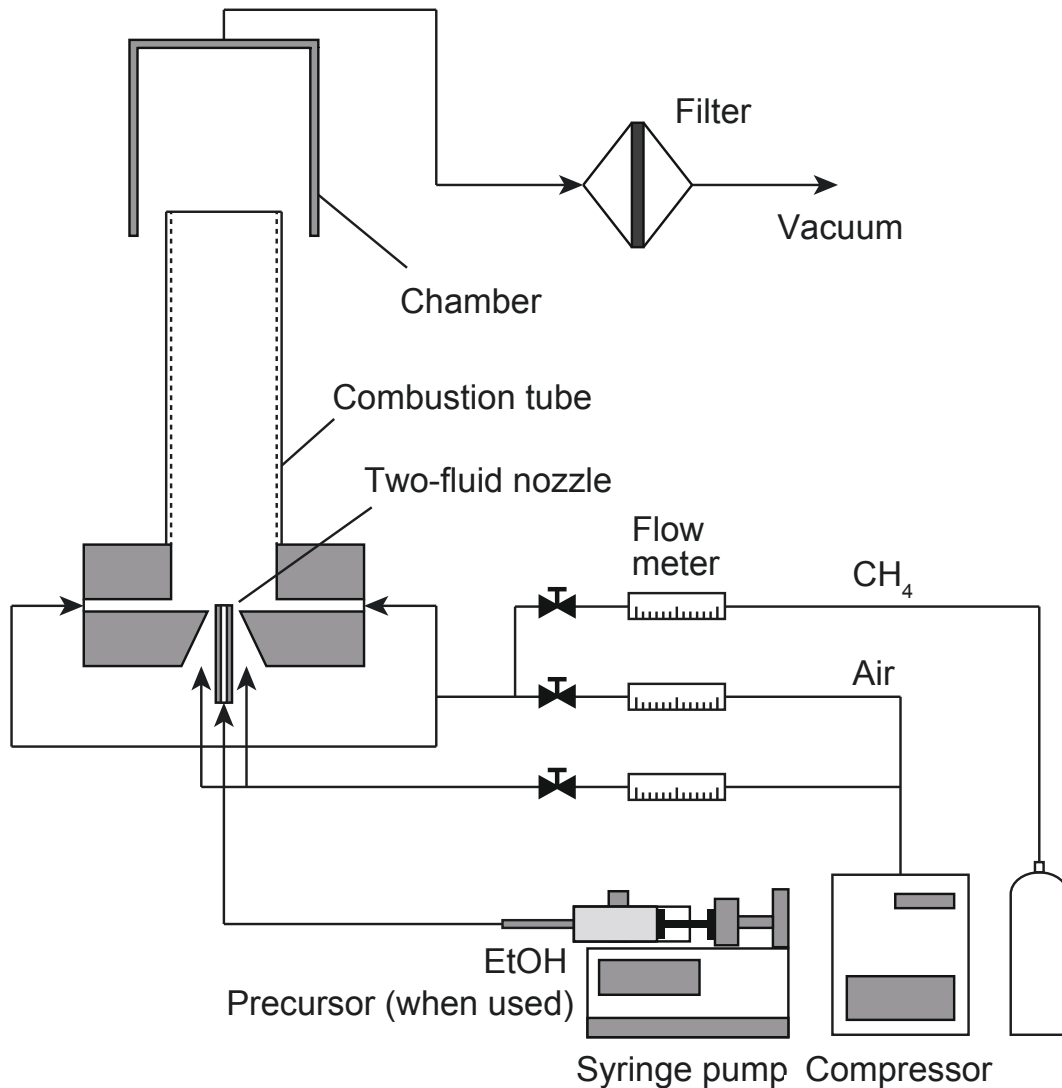 Filter
Vacuum
Chamber
Combustion tube
Two-fluid nozzle
Flow
meter
CH₄
Air
EtOH
Precursor (when used)
Syringe pump
Compressor